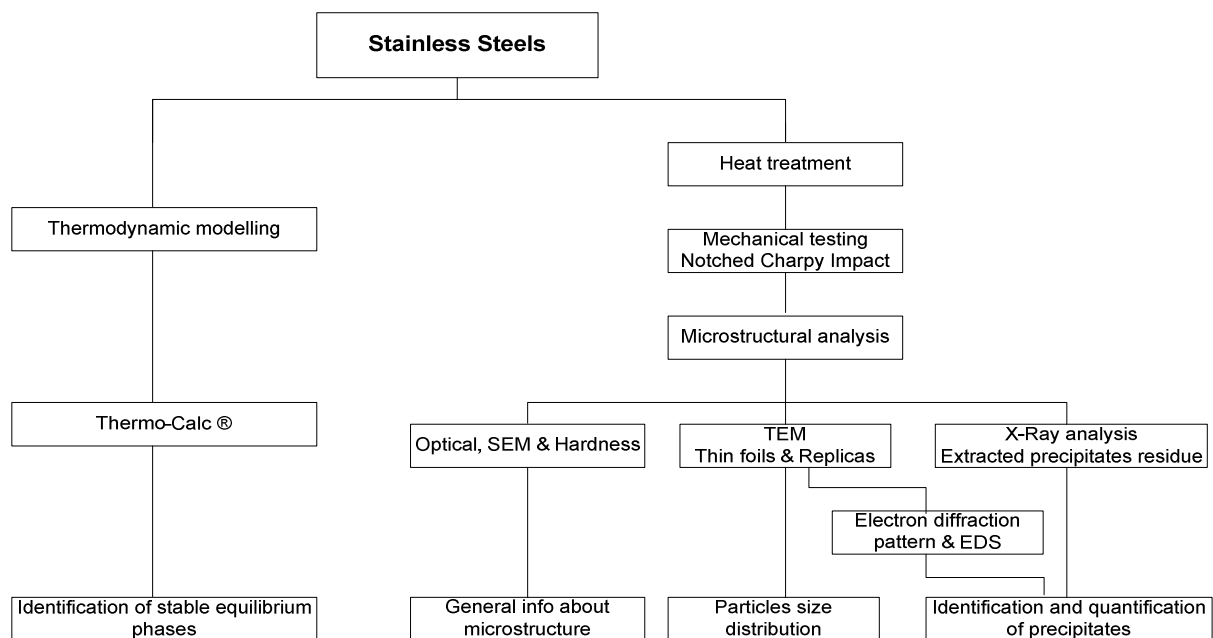 Stainless Steels
Heat treatment
Thermodynamic modelling
Mechanical testing
Notched Charpy Impact
Microstructural analysis
Thermo-Calc ®
Optical, SEM & Hardness
TEM
Thin foils & Replicas
X-Ray analysis
Extracted precipitates residue
Electron diffraction
pattern & EDS
Identification of stable equilibrium
phases
General info about
microstructure
Particles size
distribution
Identification and quantification
of precipitates